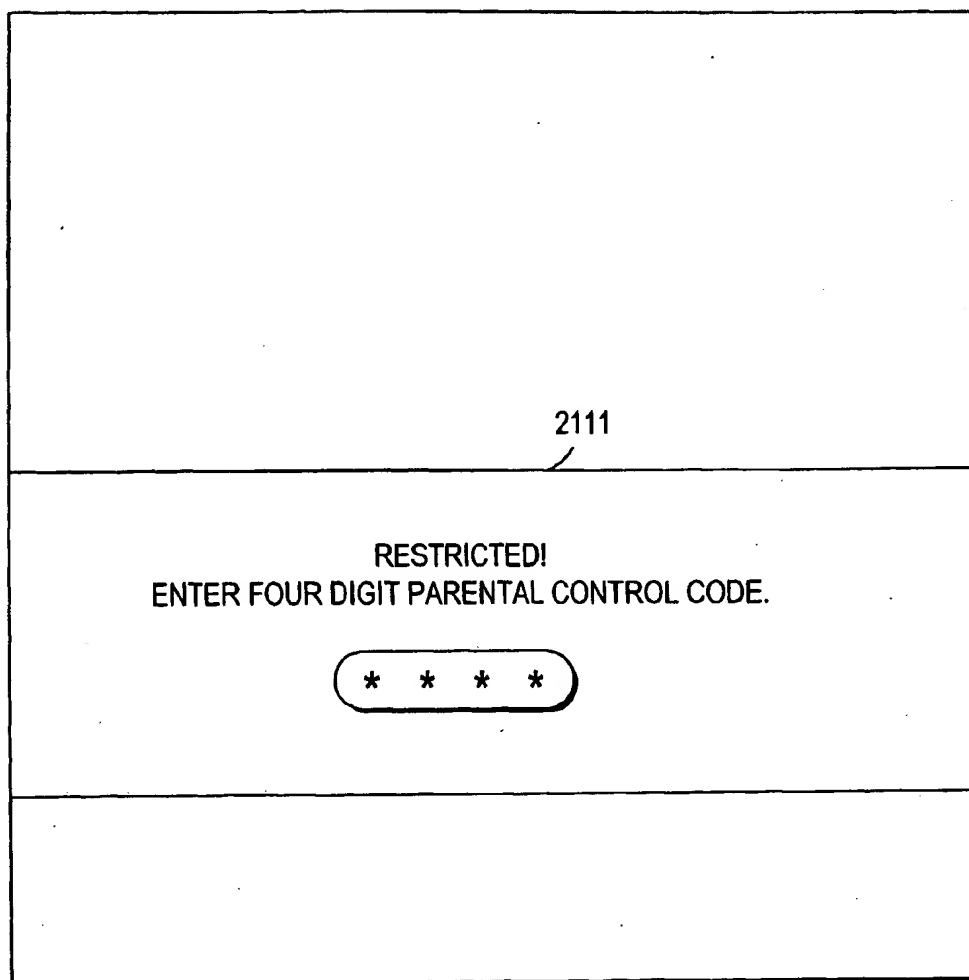 2111
RESTRICTED!
ENTER FOUR DIGIT PARENTAL CONTROL CODE.
* * * *